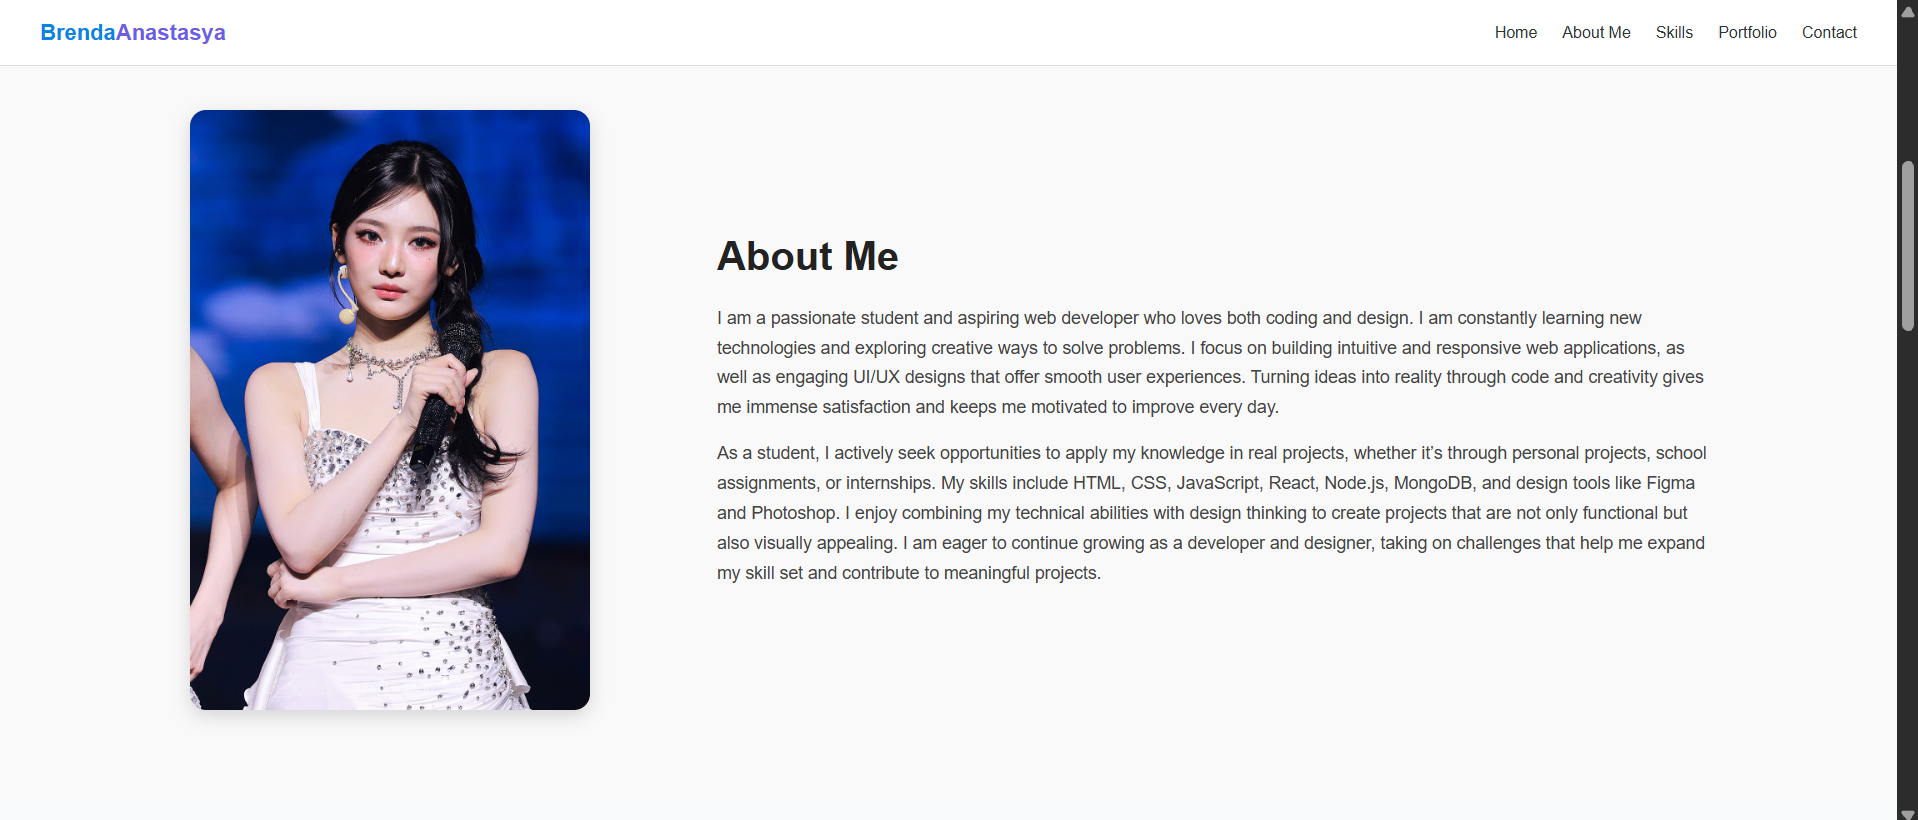 BrendaAnastasya
Home About Me Skills Portfolio Contact
About Me
I am a passionate student and aspiring web developer who loves both coding and design. I am constantly learning new
technologies and exploring creative ways to solve problems. I focus on building intuitive and responsive web applications, as
well as engaging UI/UX designs that offer smooth user experiences. Turning ideas into reality through code and creativity gives
me immense satisfaction and keeps me motivated to improve every day.
As a student, I actively seek opportunities to apply my knowledge in real projects, whether it’s through personal projects, school
assignments, or internships. My skills include HTML, CSS, JavaScript, React, Node.js, MongoDB, and design tools like Figma
and Photoshop. I enjoy combining my technical abilities with design thinking to create projects that are not only functional but
also visually appealing. I am eager to continue growing as a developer and designer, taking on challenges that help me expand
my skill set and contribute to meaningful projects.